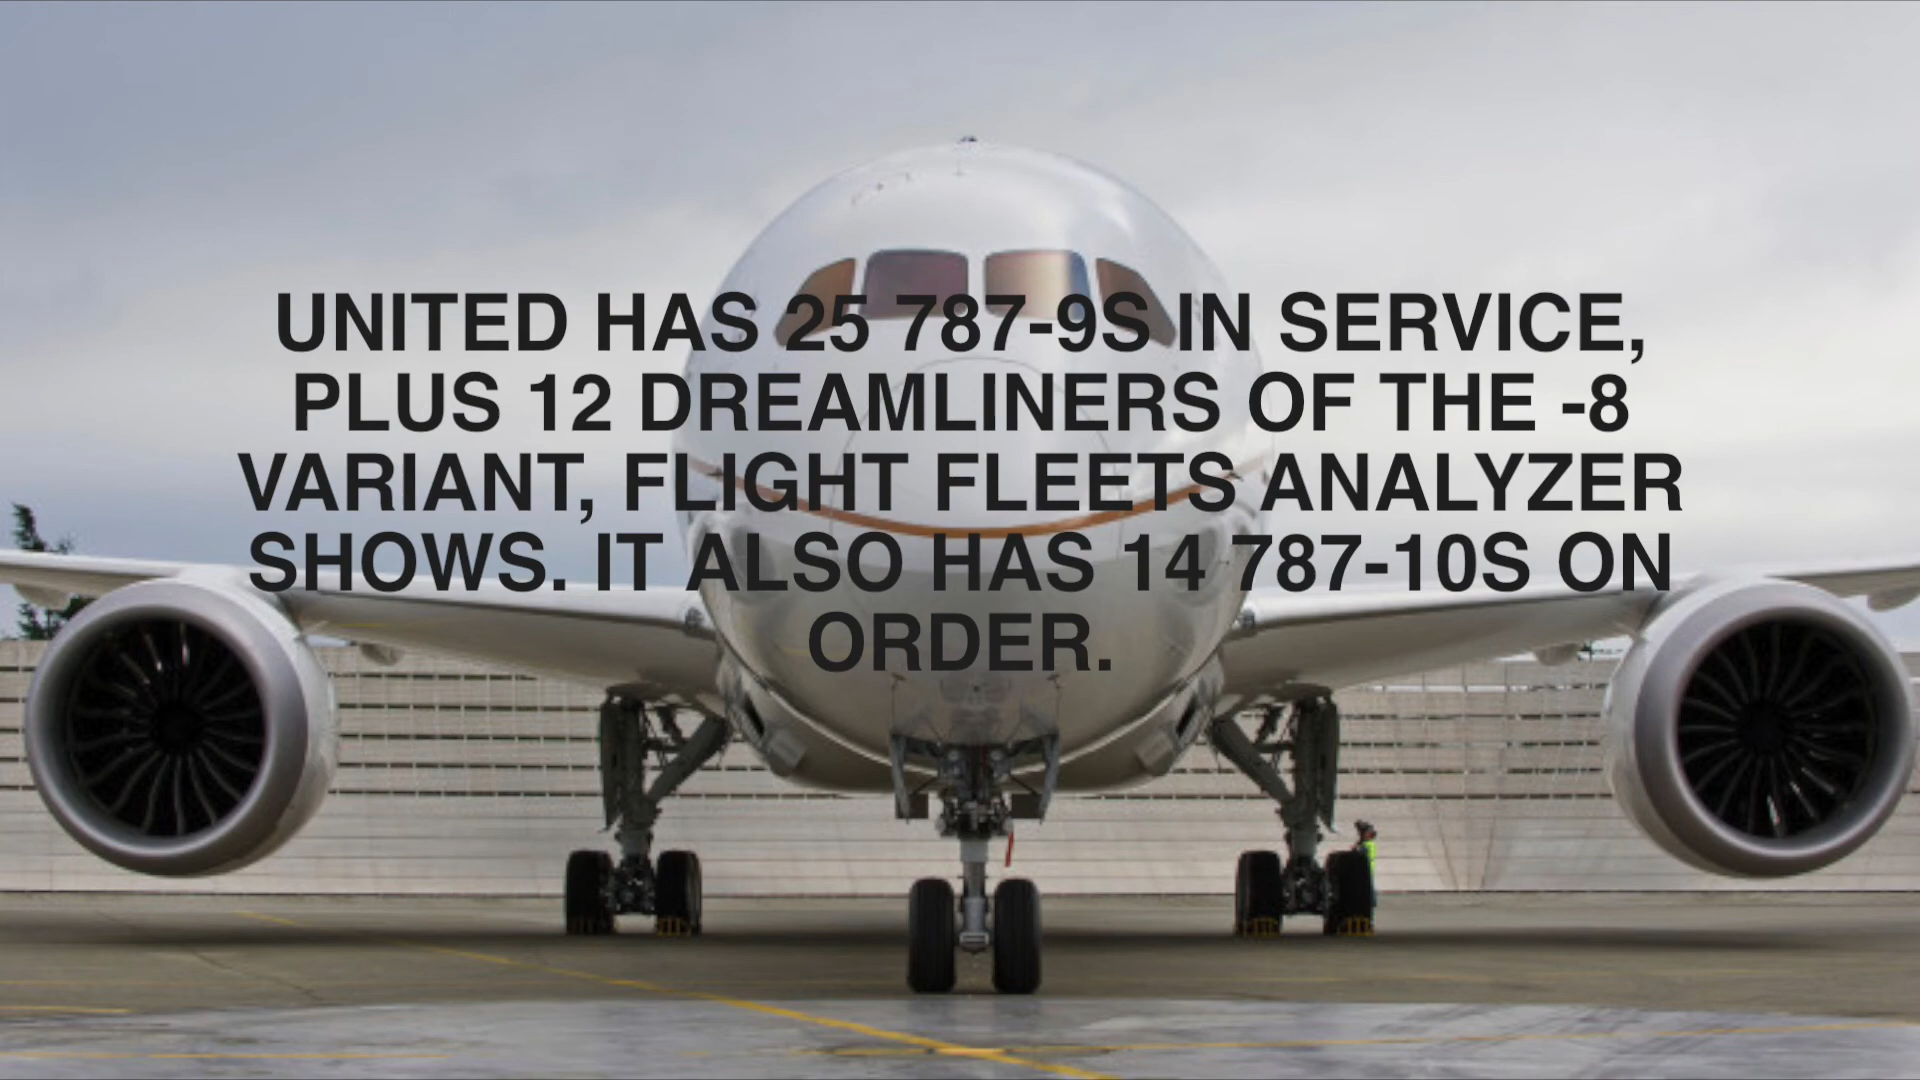 UNITED HAS 25 787-9S IN SERVICE,
PLUS 12 DREAMLINERS OF THE -8
VARIANT, FLIGHT FLEETS ANALYZER
SHOWS. IT ALSO HAS 14 787-10S ON
ORDER.